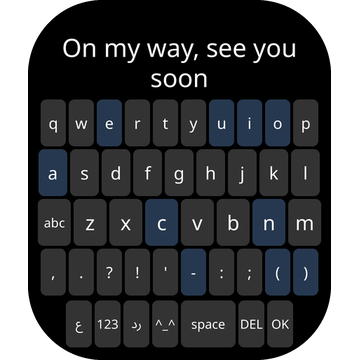 On my way, see you
soon
q w e r t y u i o p
a s d f g h j k l
abc z x c v b n m
, . ? ! ' - : ; ( )
ع 123 رد ^_^ space DEL OK